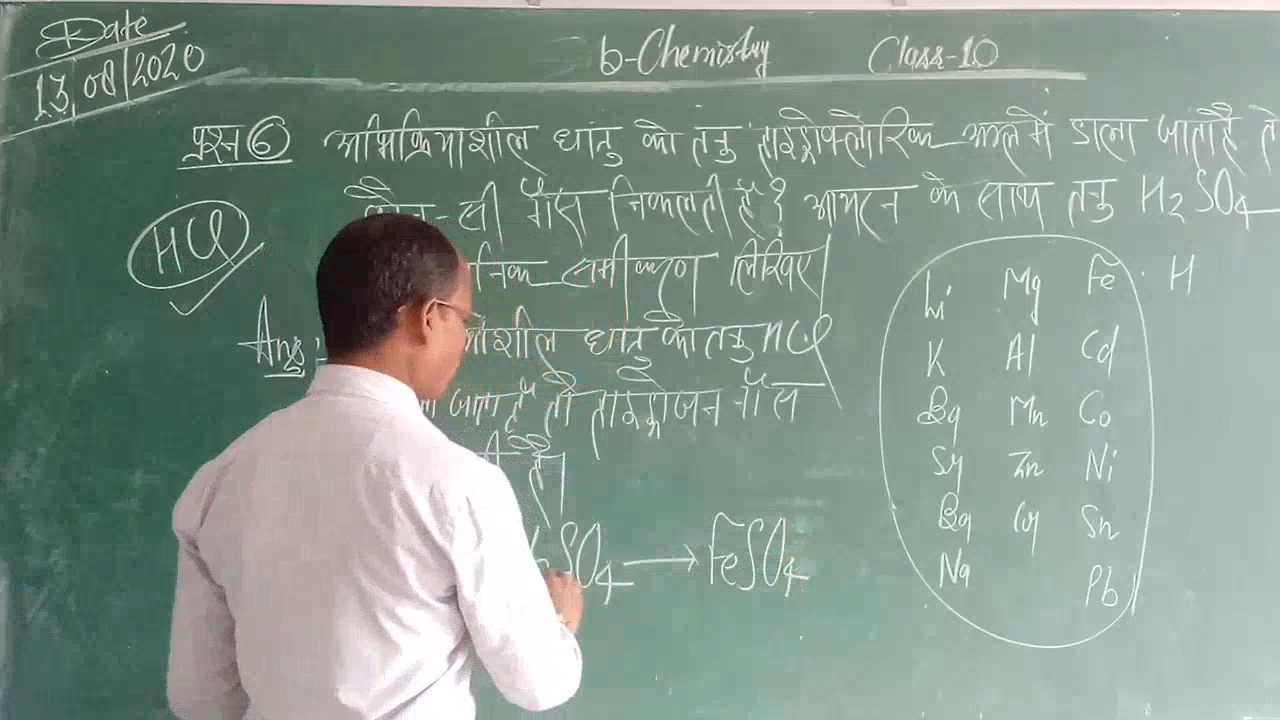 Date
13/08/2020
6-Chemistry Class-10
प्रश्न 6 अभिक्रियाशील धातु को तनु हाइड्रोक्लोरिक अम्ल में डाला जाता है तो
कौन-सी गैस निकलती है? आयरन के साथ तनु H₂SO₄
HCl
निक समीकरण लिखिए।
Ans :- शील धातु को तनु HCl
जाता है तो हाइड्रोजन गैस
है।
SO₄ → FeSO₄
Li Mg Fe H
K Al Cd
Ba Mn Co
Sr Zn Ni
Cr Sn
Na Pb